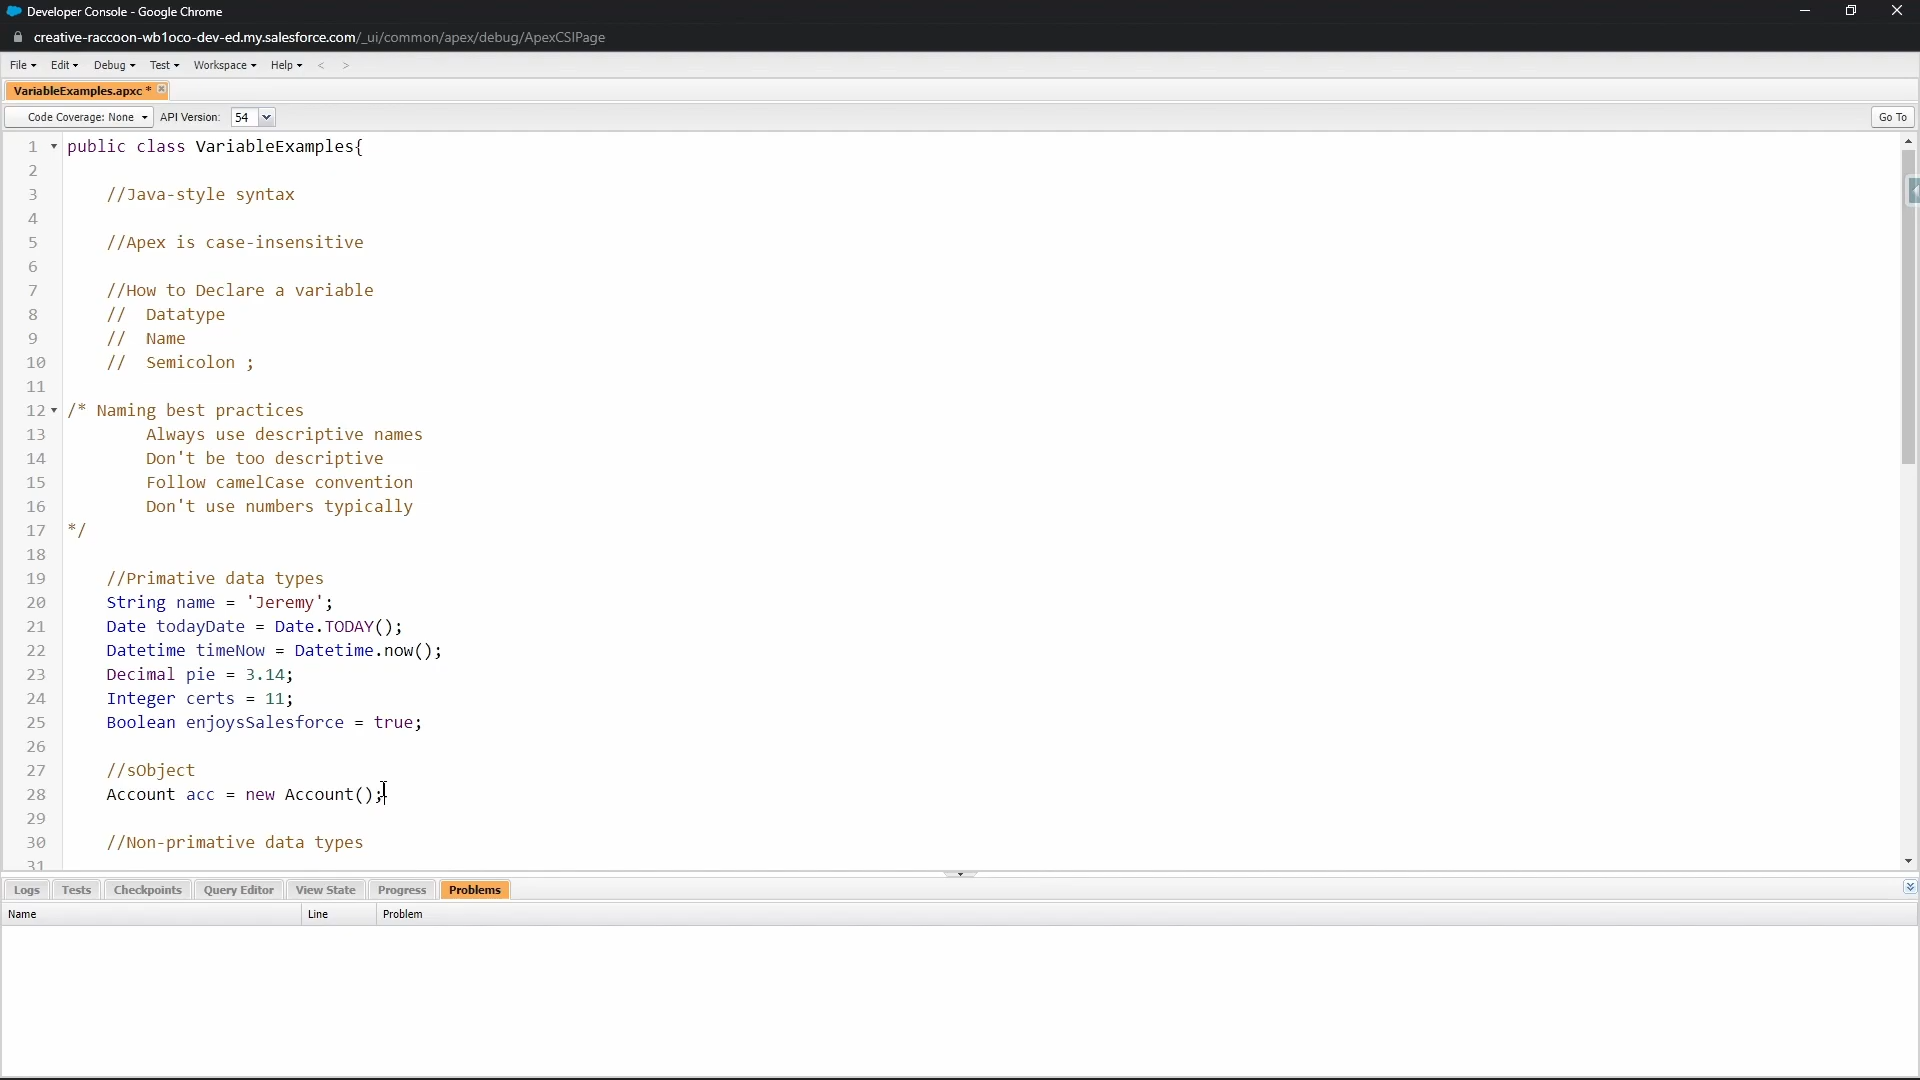 Developer Console - Google Chrome
creative-raccoon-wb1oco-dev-ed.my.salesforce.com/_ui/common/apex/debug/ApexCSIPage
File Edit Debug Test Workspace Help < >
VariableExamples.apxc *
Code Coverage: None API Version: 54 Go To
1 public class VariableExamples{
2
3 //Java-style syntax
4
5 //Apex is case-insensitive
6
7 //How to Declare a variable
8 // Datatype
9 // Name
10 // Semicolon ;
11
12 /* Naming best practices
13 Always use descriptive names
14 Don't be too descriptive
15 Follow camelCase convention
16 Don't use numbers typically
17 */
18
19 //Primative data types
20 String name = 'Jeremy';
21 Date todayDate = Date.TODAY();
22 Datetime timeNow = Datetime.now();
23 Decimal pie = 3.14;
24 Integer certs = 11;
25 Boolean enjoysSalesforce = true;
26
27 //sObject
28 Account acc = new Account();
29
30 //Non-primative data types
31
Logs Tests Checkpoints Query Editor View State Progress Problems
Name Line Problem